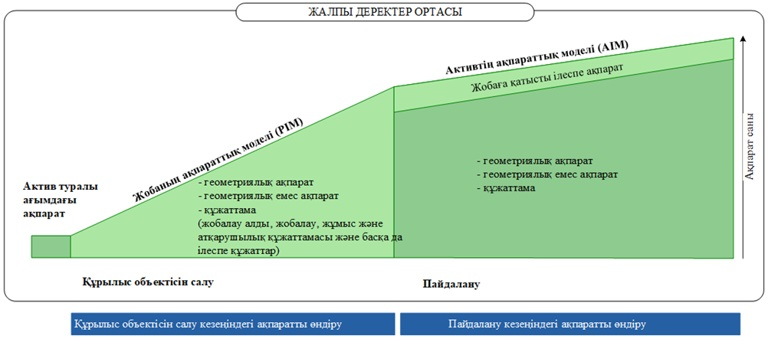 ЖАЛПЫ ДЕРЕКТЕР ОРТАСЫ
Активтің ақпараттық моделі (AIM)
Жобаға қатысты ілеспе ақпарат
Жобаның ақпараттық моделі (PIM)
Ақпарат саны
Актив туралы
ағымдағы
ақпарат
- геометриялық ақпарат
- геометриялық емес ақпарат
- құжаттама
(жобалау алды, жобалау, жұмыс және
атқарушылық құжаттамасы және басқа да
ілеспе құжаттар)
- геометриялық ақпарат
- геометриялық емес ақпарат
- құжаттама
Құрылыс объектісін салу
Пайдалану
Құрылыс объектісін салу кезеңіндегі ақпаратты өндіру
Пайдалану кезеңіндегі ақпаратты өндіру